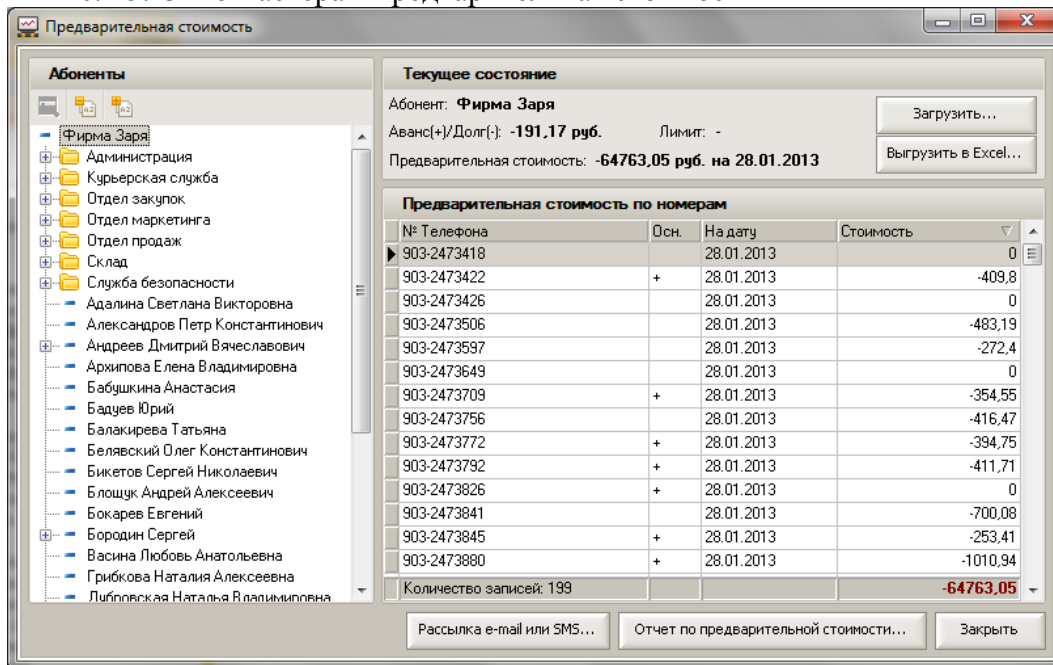 Предварительная стоимость
Абоненты
Фирма Заря
Администрация
Курьерская служба
Отдел закупок
Отдел маркетинга
Отдел продаж
Склад
Служба безопасности
Адалина Светлана Викторовна
Александров Петр Константинович
Андреев Дмитрий Вячеславович
Архипова Елена Владимировна
Бабушкина Анастасия
Бадуев Юрий
Балакирева Татьяна
Белявский Олег Константинович
Бикетов Сергей Николаевич
Блощук Андрей Алексеевич
Бокарев Евгений
Бородин Сергей
Васина Любовь Анатольевна
Грибкова Наталия Алексеевна
Дубровская Наталья Владимировна
Текущее состояние
Абонент: Фирма Заря
Аванс(+)/Долг(-): -191,17 руб. Лимит: -
Предварительная стоимость: -64763,05 руб. на 28.01.2013
Загрузить...
Выгрузить в Excel...
Предварительная стоимость по номерам
№ Телефона Осн. На дату Стоимость
903-2473418 28.01.2013 0
903-2473422 + 28.01.2013 -409,8
903-2473426 28.01.2013 0
903-2473506 28.01.2013 -483,19
903-2473597 28.01.2013 -272,4
903-2473649 28.01.2013 0
903-2473709 + 28.01.2013 -354,55
903-2473756 28.01.2013 -416,47
903-2473772 + 28.01.2013 -394,75
903-2473792 + 28.01.2013 -411,71
903-2473826 + 28.01.2013 0
903-2473841 28.01.2013 -700,08
903-2473845 + 28.01.2013 -253,41
903-2473880 + 28.01.2013 -1010,94
Количество записей: 199 -64763,05
Рассылка e-mail или SMS... Отчет по предварительной стоимости... Закрыть